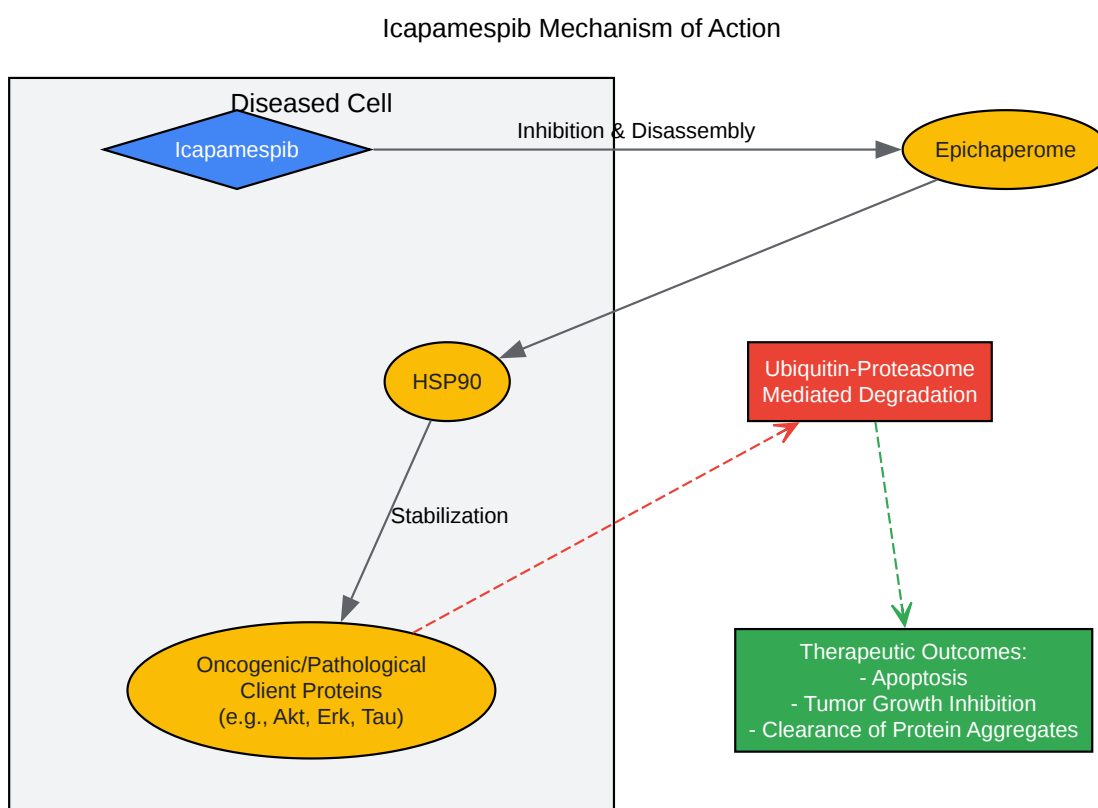 Icapamespib Mechanism of Action
Diseased Cell
Icapamespib
Inhibition & Disassembly
Epichaperome
HSP90
Ubiquitin-Proteasome
Mediated Degradation
Stabilization
Oncogenic/Pathological
Client Proteins
(e.g., Akt, Erk, Tau)
Therapeutic Outcomes:
- Apoptosis
- Tumor Growth Inhibition
- Clearance of Protein Aggregates